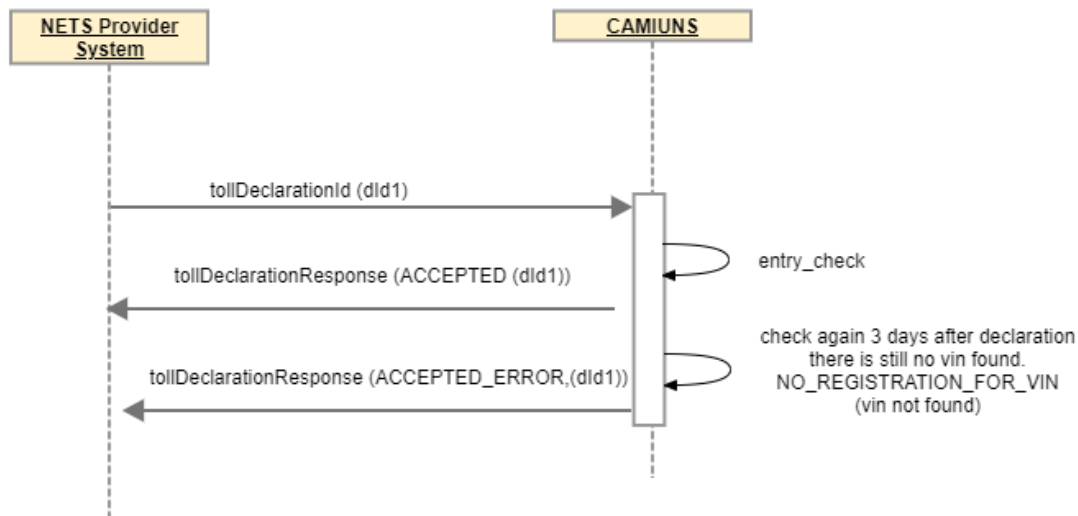 NETS Provider
System
CAMIUNS
tollDeclarationId (dId1)
entry_check
tollDeclarationResponse (ACCEPTED (dId1))
check again 3 days after declaration
there is still no vin found.
NO_REGISTRATION_FOR_VIN
(vin not found)
tollDeclarationResponse (ACCEPTED_ERROR,(dId1))